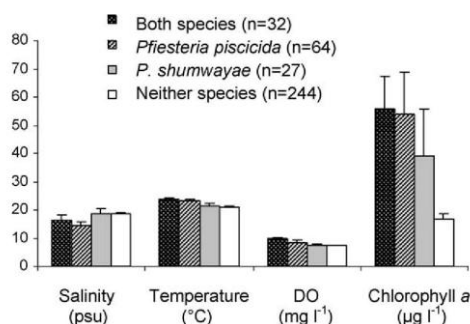 Both species (n=32)
Pfiesteria piscicida (n=64)
P. shumwayae (n=27)
Neither species (n=244)
80
70
60
50
40
30
20
10
0
Salinity
(psu)
Temperature
(°C)
DO
(mg l⁻¹)
Chlorophyll a
(µg l⁻¹)